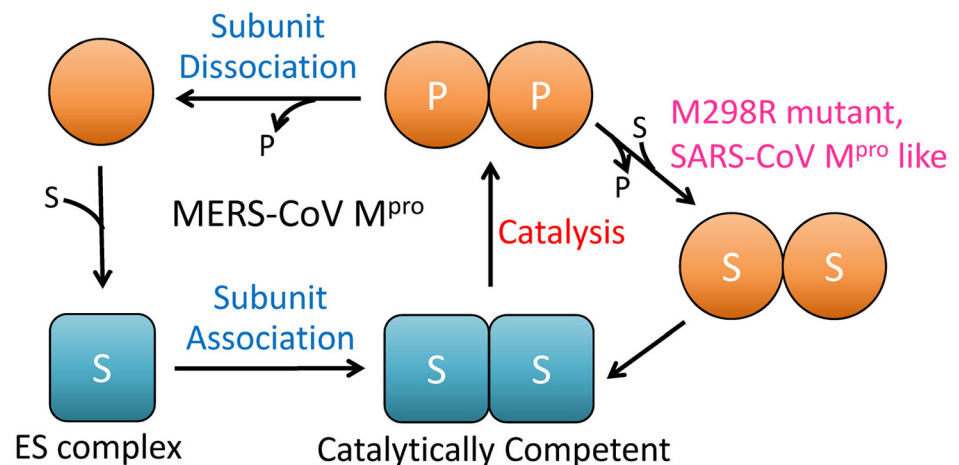 Subunit
Dissociation
P P
P
S
P
M298R mutant,
SARS-CoV Mpro like
S
MERS-CoV Mpro
Catalysis
S S
Subunit
Association
S
S S
ES complex
Catalytically Competent